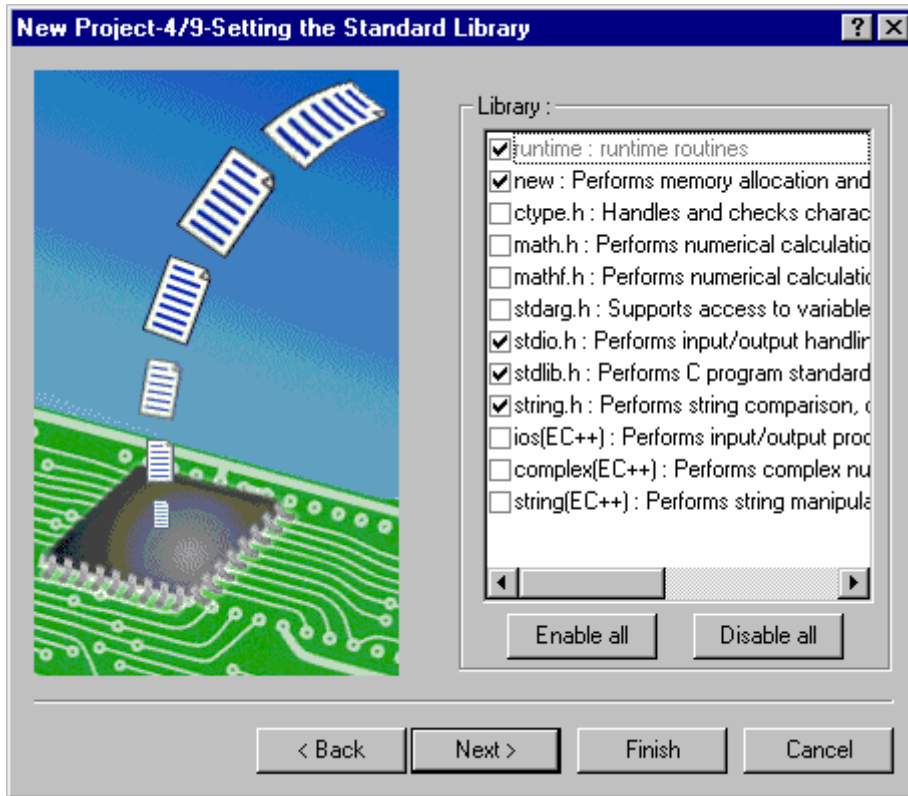 New Project-4/9-Setting the Standard Library
Library :
runtime : runtime routines
new : Performs memory allocation and
ctype.h : Handles and checks charac
math.h : Performs numerical calculatio
mathf.h : Performs numerical calculatio
stdarg.h : Supports access to variable
stdio.h : Performs input/output handlin
stdlib.h : Performs C program standard
string.h : Performs string comparison, c
ios(EC++) : Performs input/output proc
complex(EC++) : Performs complex nu
string(EC++) : Performs string manipula
Enable all Disable all
< Back Next > Finish Cancel